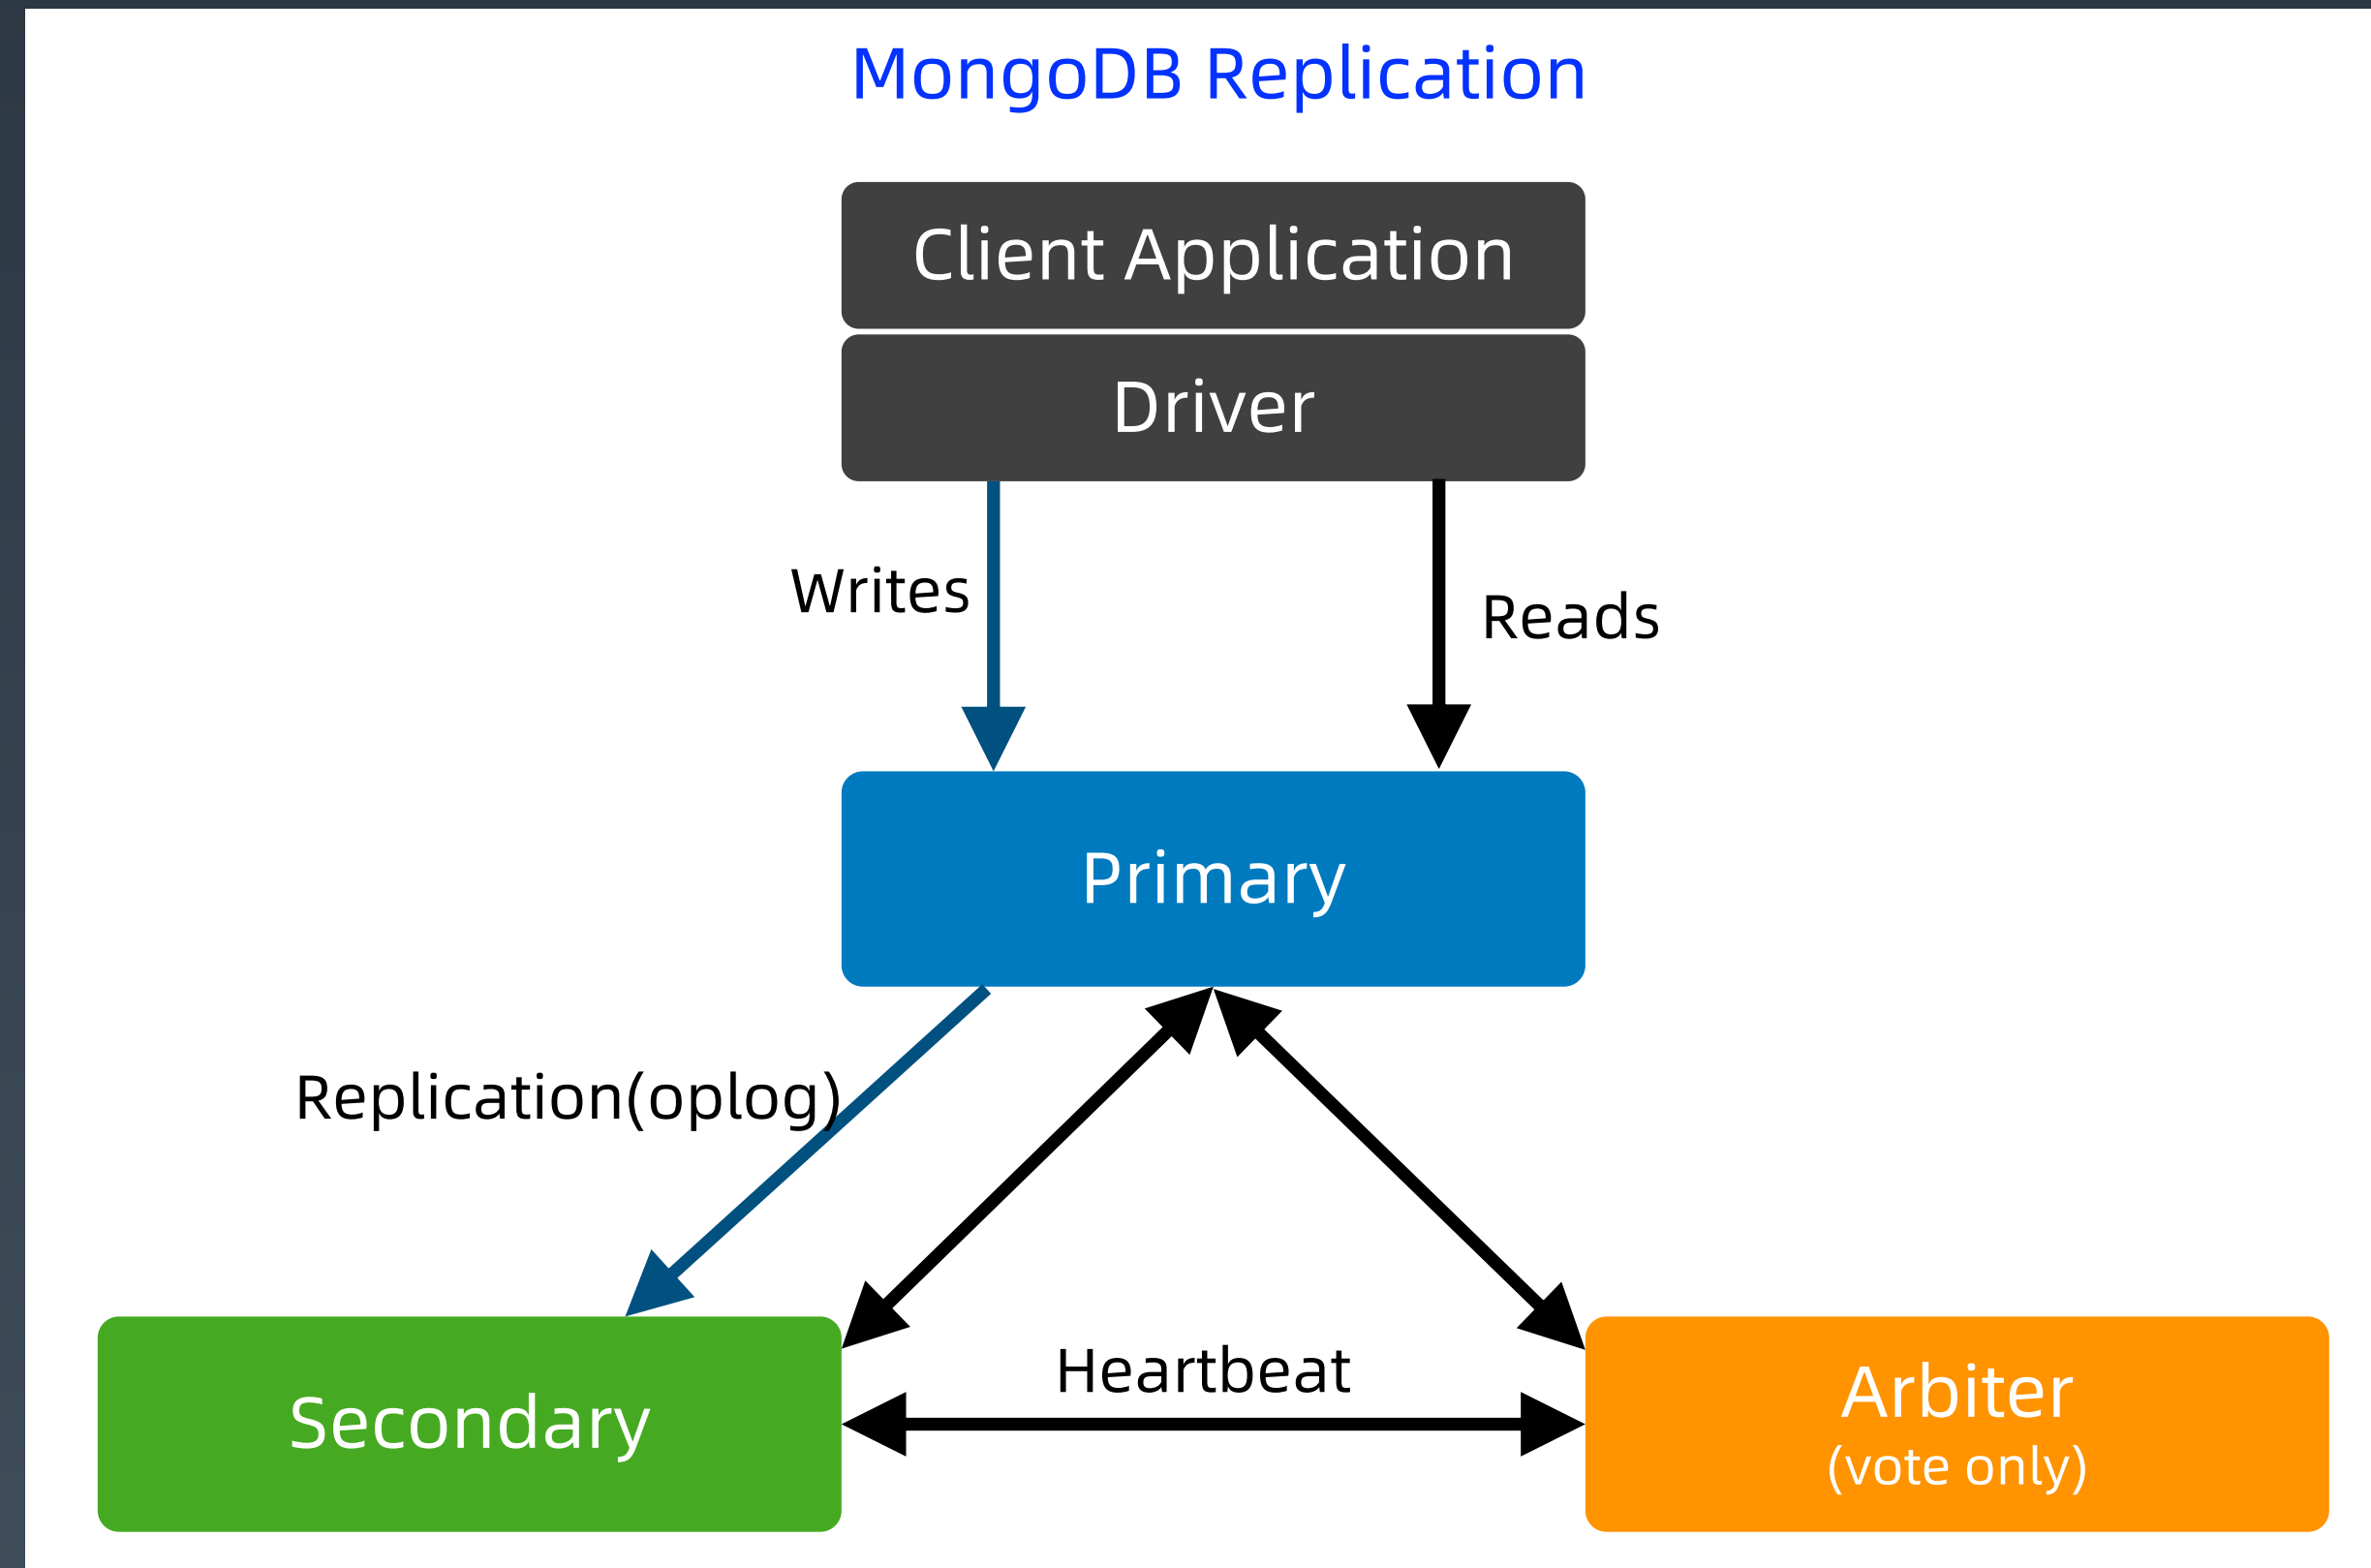 MongoDB Replication
Client Application
Driver
Writes
Reads
Primary
Replication(oplog)
Heartbeat
Secondary
Arbiter
(vote only)